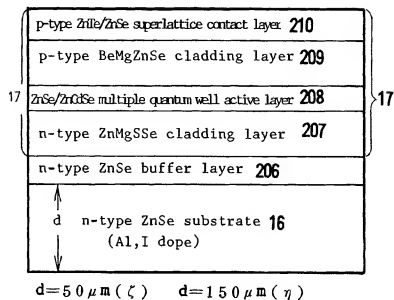 p-type ZnTe/ZnSe superlattice contact layer 210
p-type BeMgZnSe cladding layer 209
17
ZnSe/ZnCdSe multiple quantum well active layer 208
17
n-type ZnMgSSe cladding layer 207
n-type ZnSe buffer layer 206
d n-type ZnSe substrate 16
(Al,I dope)
d=50μm(ζ) d=150μm(η)